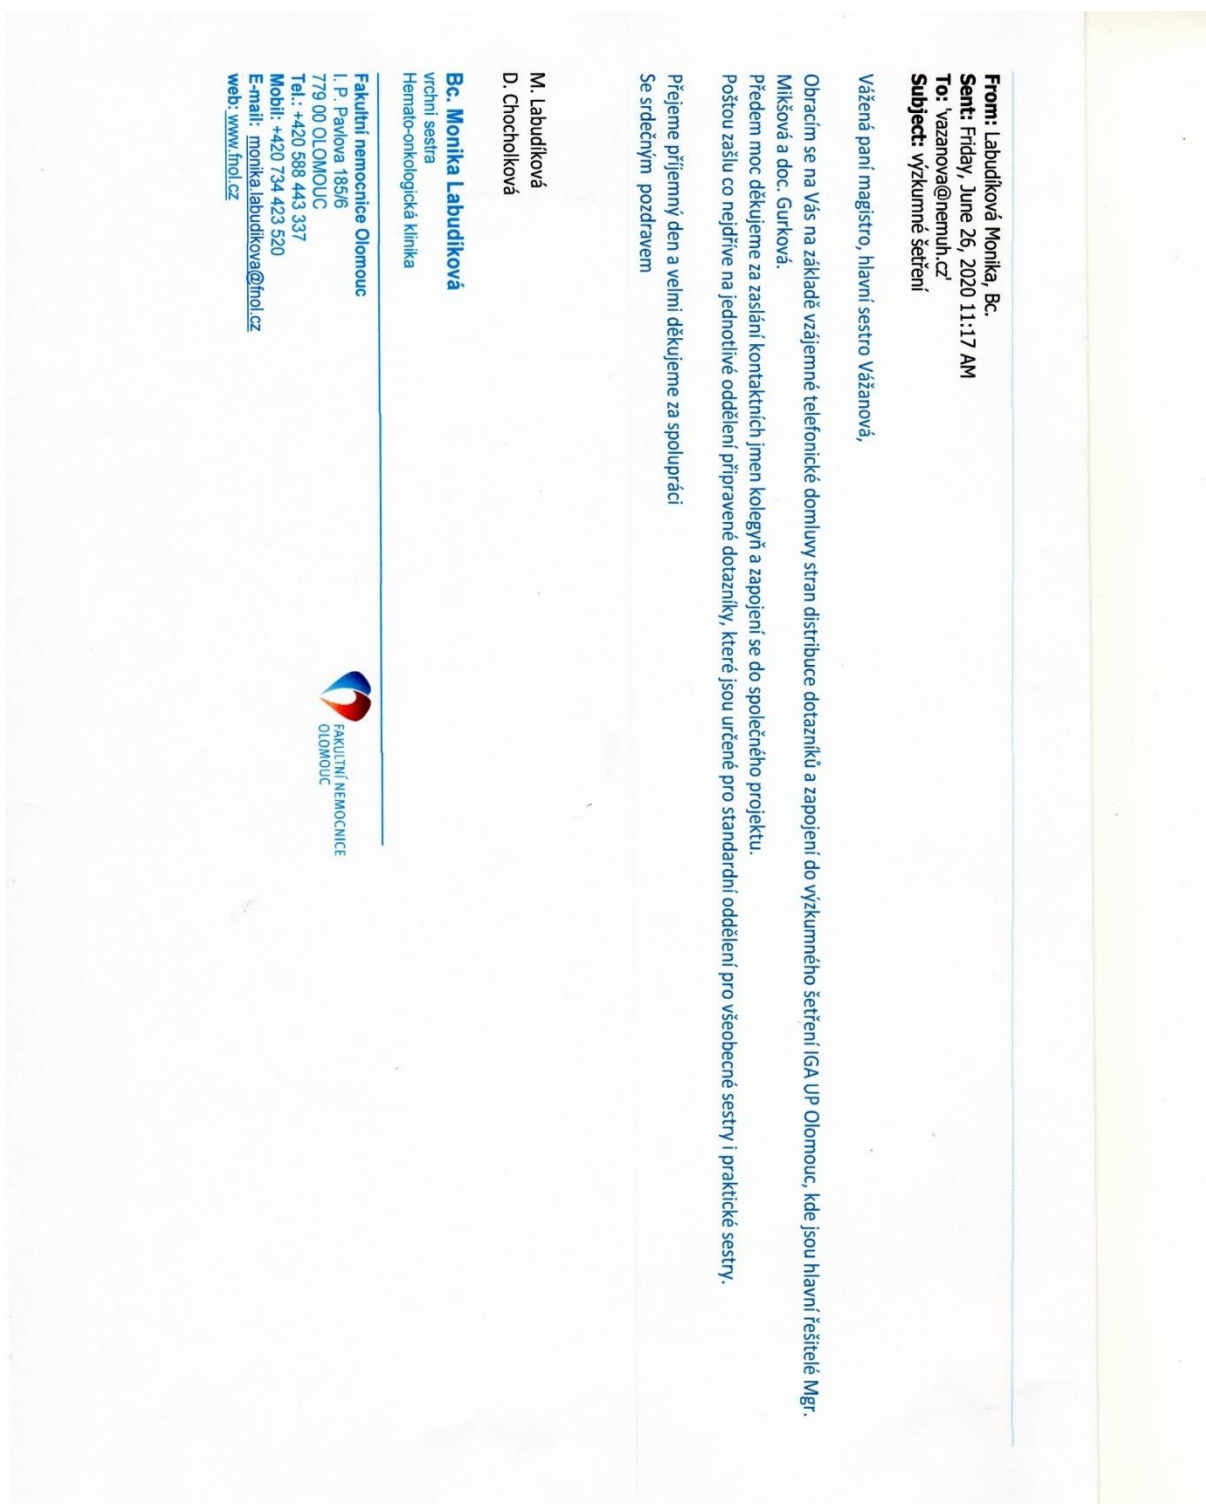 From: Labudíková Monika, Bc.
Sent: Friday, June 26, 2020 11:17 AM
To: 'vazanova@nemuh.cz'
Subject: výzkumné šetření
Vážená paní magistro, hlavní sestro Vážanová,
Obracím se na Vás na základě vzájemné telefonické domluvy stran distribuce dotazníků a zapojení do výzkumného šetření IGA UP Olomouc, kde jsou hlavní řešitelé Mgr.
Mikšová a doc. Gurková.
Předem moc děkujeme za zaslání kontaktních jmen kolegyň a zapojení se do společného projektu.
Poštou zašlu co nejdříve na jednotlivé oddělení připravené dotazníky, které jsou určené pro standardní oddělení pro všeobecné sestry i praktické sestry.
Přejeme příjemný den a velmi děkujeme za spolupráci
Se srdečným pozdravem
M. Labudíková
D. Chocholková
Bc. Monika Labudíková
vrchní sestra
Hemato-onkologická klinika
Fakultní nemocnice Olomouc
I. P. Pavlova 185/6
779 00 OLOMOUC
Tel.: +420 588 443 337
Mobil: +420 734 423 520
E-mail: monika.labudikova@fnol.cz
web: www.fnol.cz
FAKULTNÍ NEMOCNICE
OLOMOUC